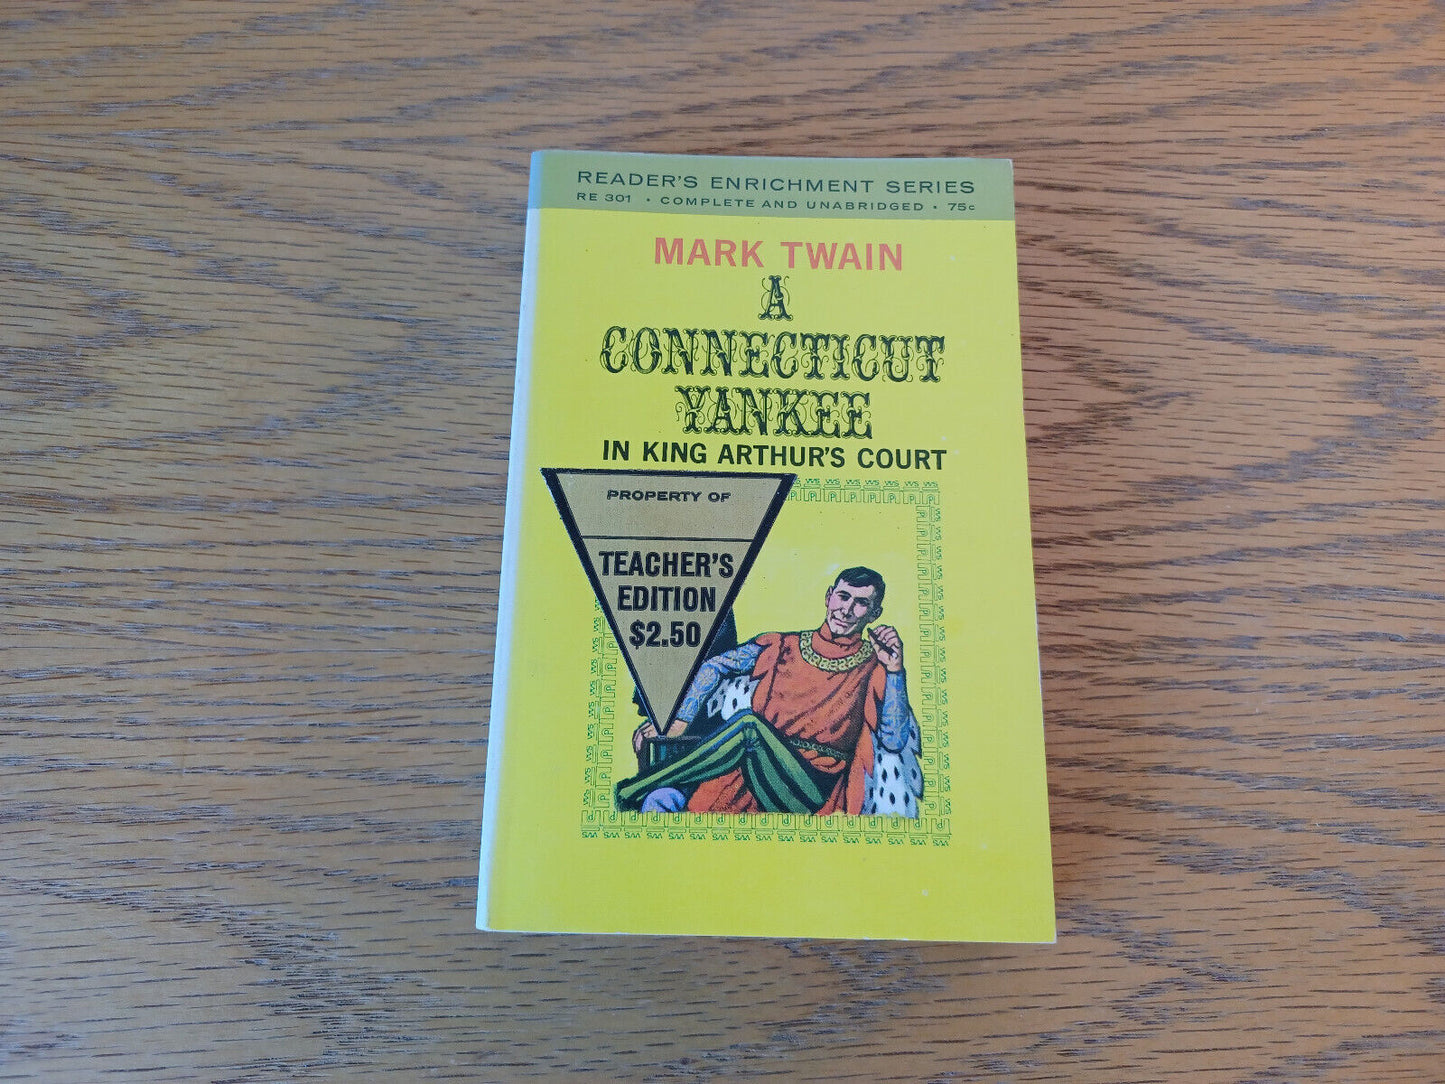 READER'S ENRICHMENT SERIES
RE 301 • COMPLETE AND UNABRIDGED • 75c
MARK TWAIN
A
CONNECTICUT
YANKEE
IN KING ARTHUR'S COURT
PROPERTY OF
TEACHER'S
EDITION
$2.50